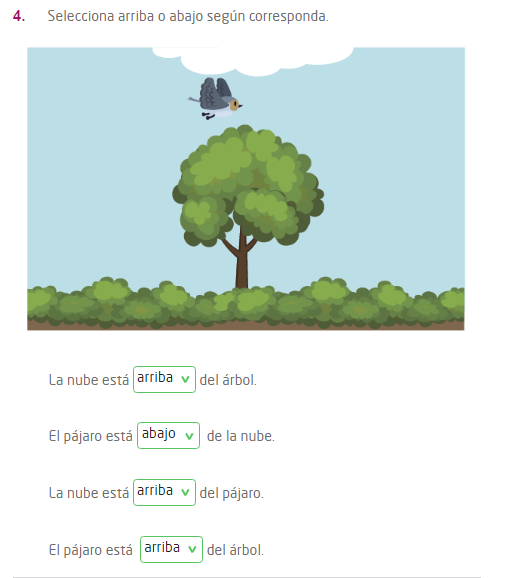 4. Selecciona arriba o abajo según corresponda.
La nube está arriba del árbol.
El pájaro está abajo de la nube.
La nube está arriba del pájaro.
El pájaro está arriba del árbol.